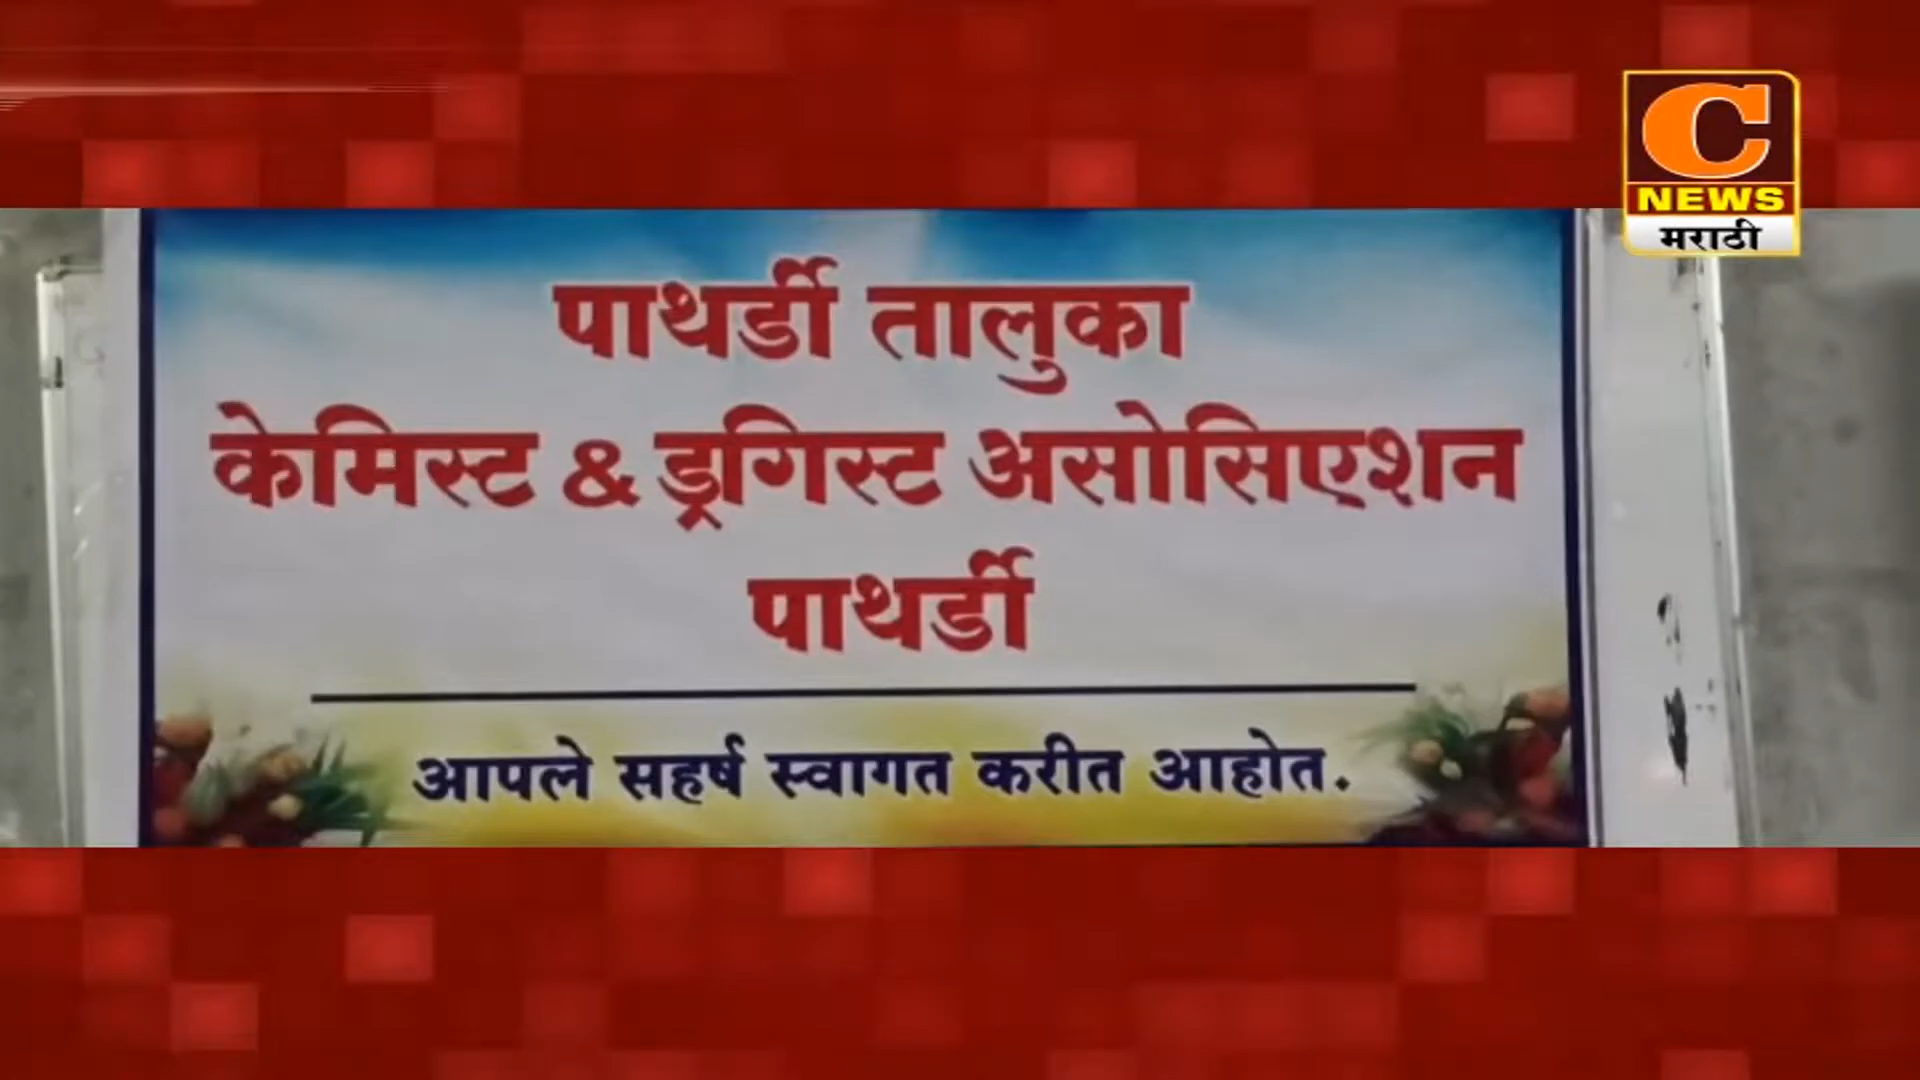 C
NEWS
मराठी
पाथर्डी तालुका
केमिस्ट & ड्रगिस्ट असोसिएशन
पाथर्डी
आपले सहर्ष स्वागत करीत आहोत.